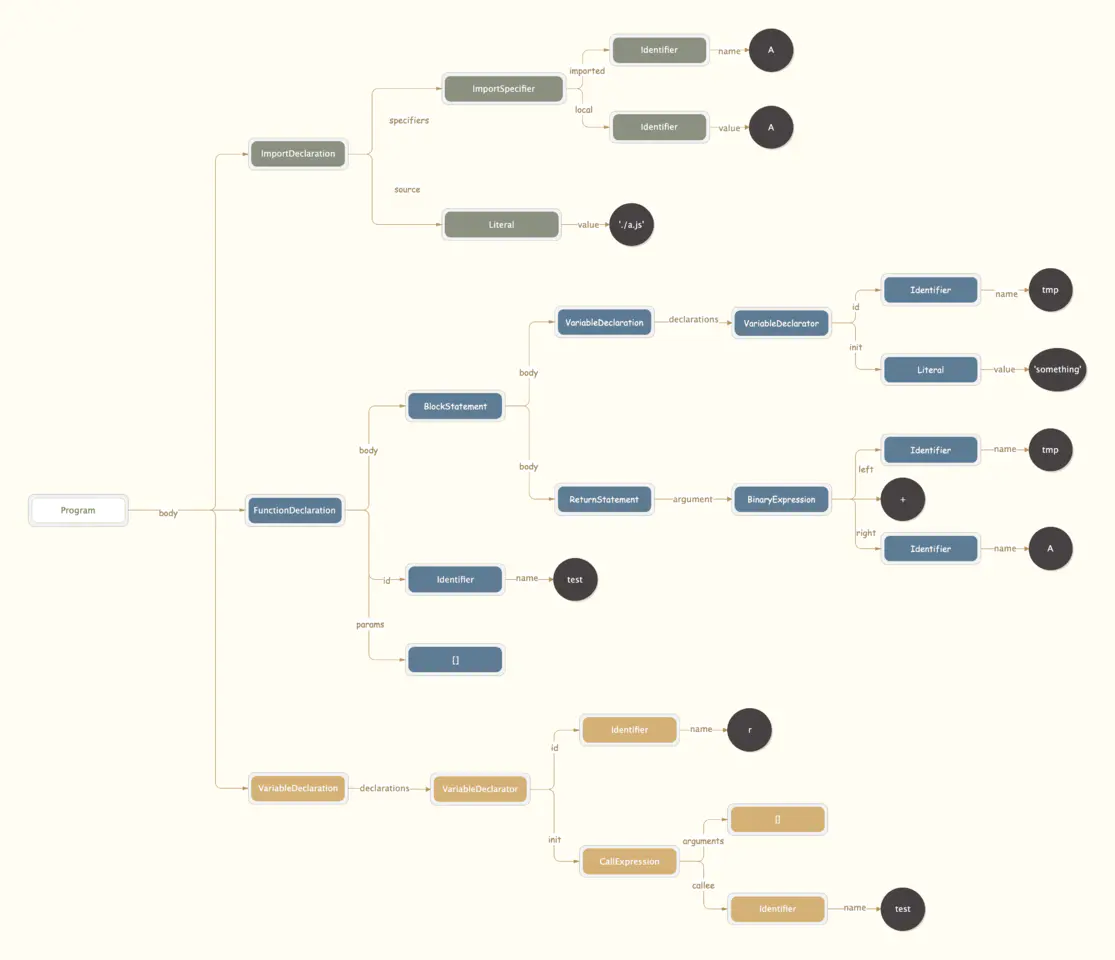 Identifier
name
A
imported
ImportSpecifier
local
specifiers
Identifier
value
A
ImportDeclaration
source
Literal
value
'./a.js'
Identifier
name
tmp
id
VariableDeclaration
declarations
VariableDeclarator
init
body
Literal
value
'something'
BlockStatement
body
body
Identifier
name
tmp
left
ReturnStatement
argument
BinaryExpression
+
right
Program
body
FunctionDeclaration
Identifier
name
A
id
Identifier
name
test
params
[]
Identifier
name
r
id
VariableDeclaration
declarations
VariableDeclarator
[]
init
arguments
CallExpression
callee
Identifier
name
test